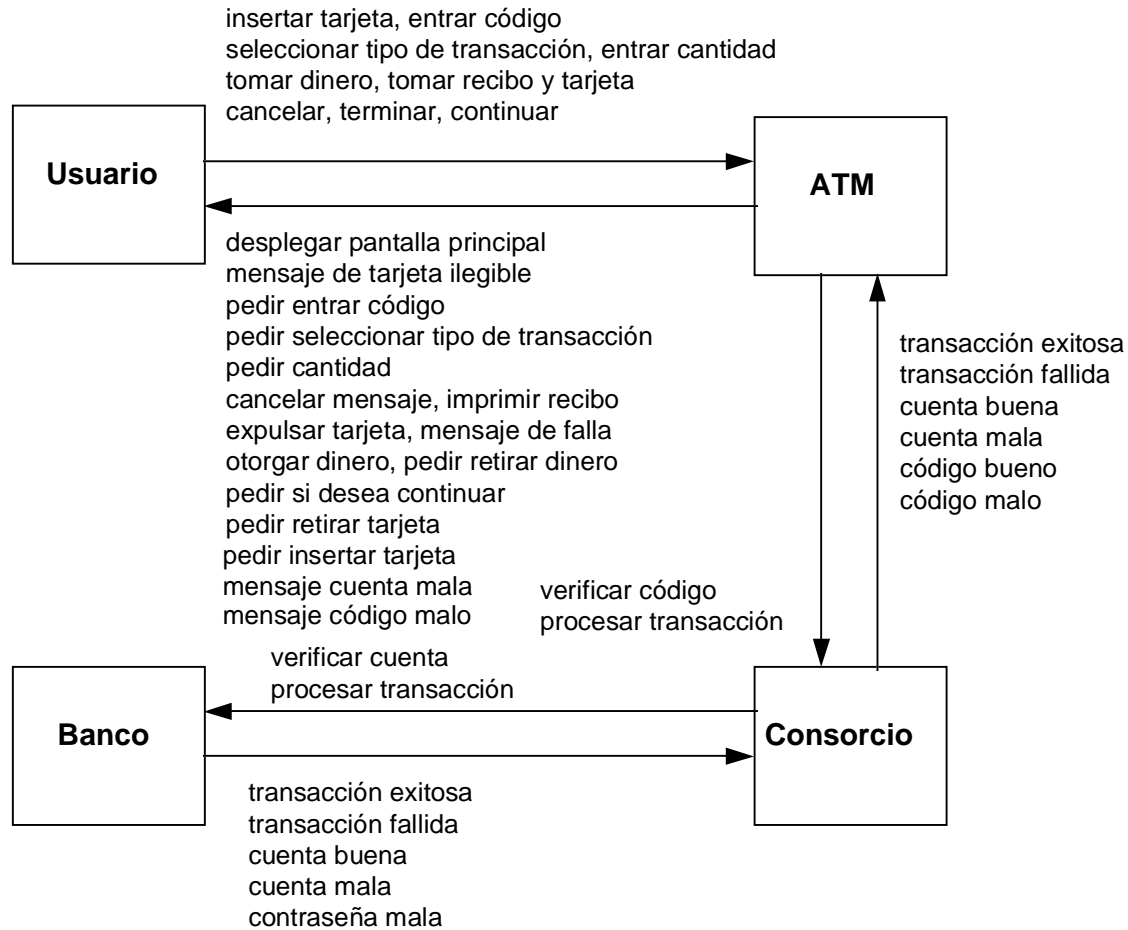 insertar tarjeta, entrar código
seleccionar tipo de transacción, entrar cantidad
tomar dinero, tomar recibo y tarjeta
cancelar, terminar, continuar
Usuario
ATM
desplegar pantalla principal
mensaje de tarjeta ilegible
pedir entrar código
pedir seleccionar tipo de transacción
pedir cantidad
cancelar mensaje, imprimir recibo
expulsar tarjeta, mensaje de falla
otorgar dinero, pedir retirar dinero
pedir si desea continuar
pedir retirar tarjeta
pedir insertar tarjeta
mensaje cuenta mala
mensaje código malo
transacción exitosa
transacción fallida
cuenta buena
cuenta mala
código bueno
código malo
verificar código
procesar transacción
verificar cuenta
procesar transacción
Banco
Consorcio
transacción exitosa
transacción fallida
cuenta buena
cuenta mala
contraseña mala